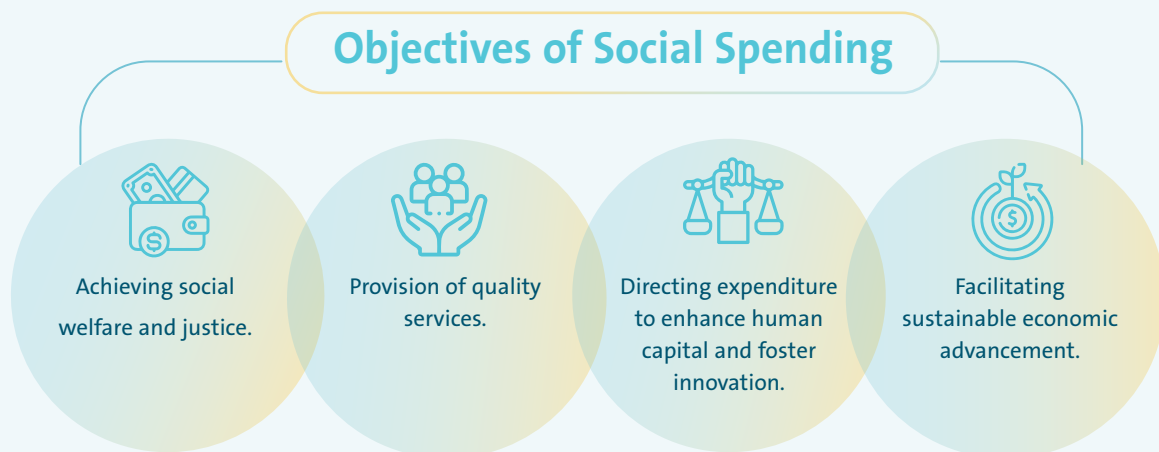 Objectives of Social Spending
Achieving social
welfare and justice.
Provision of quality
services.
Directing expenditure
to enhance human
capital and foster
innovation.
Facilitating
sustainable economic
advancement.